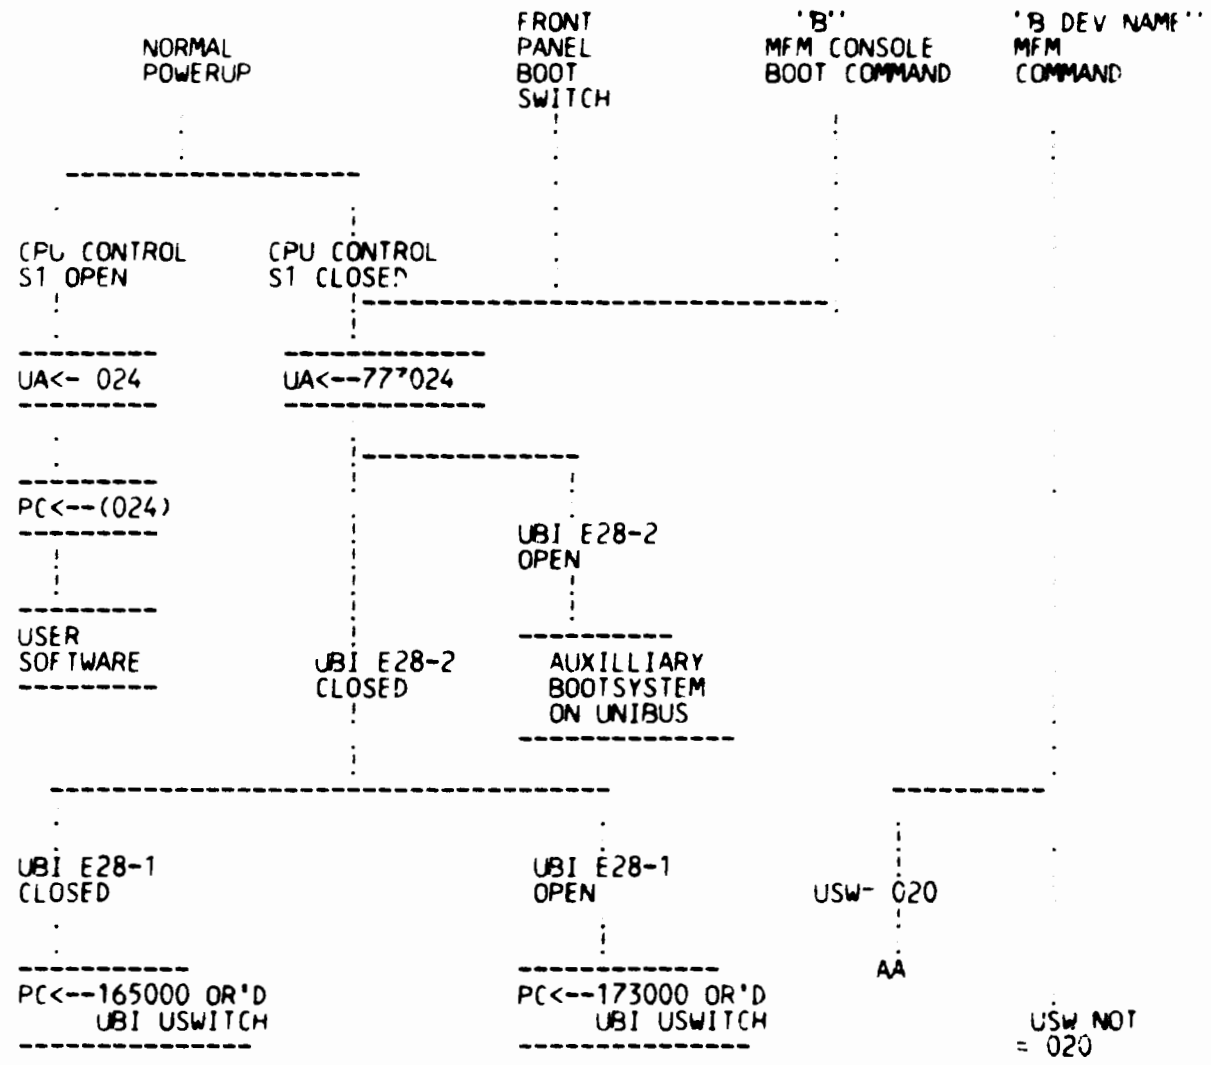 NORMAL
POWERUP
FRONT
PANEL
BOOT
SWITCH
"B"
MFM CONSOLE
BOOT COMMAND
"B DEV NAME"
MFM
COMMAND
CPU CONTROL
S1 OPEN
CPU CONTROL
S1 CLOSED
UA<- 024
UA<--777024
PC<--(024)
UBI E28-2
OPEN
USER
SOFTWARE
UBI E28-2
CLOSED
AUXILLIARY
BOOTSYSTEM
ON UNIBUS
UBI E28-1
CLOSED
UBI E28-1
OPEN
USW- 020
AA
PC<--165000 OR'D
UBI USWITCH
PC<--173000 OR'D
UBI USWITCH
USW NOT
= 020